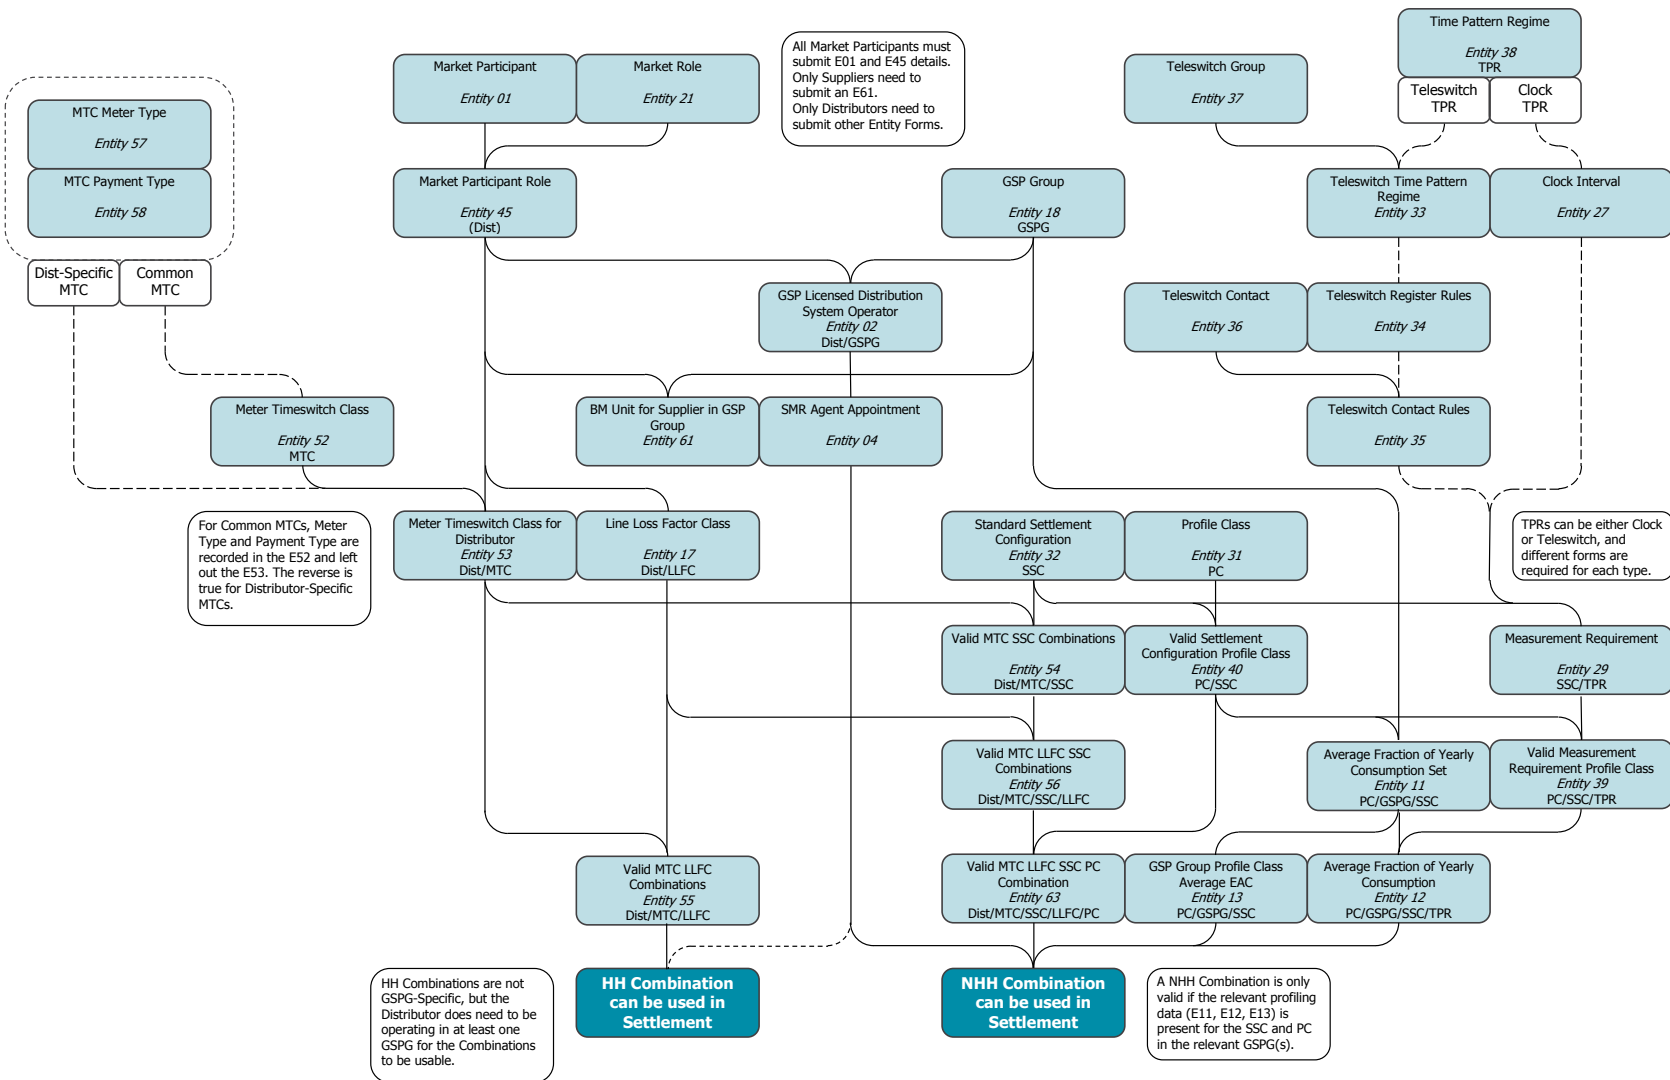 Time Pattern Regime
Entity 38
TPR
Teleswitch
TPR
Clock
TPR
All Market Participants must
submit E01 and E45 details.
Only Suppliers need to
submit an E61.
Only Distributors need to
submit other Entity Forms.
Market Participant
Entity 01
Market Role
Entity 21
Teleswitch Group
Entity 37
MTC Meter Type
Entity 57
MTC Payment Type
Entity 58
Dist-Specific
MTC
Common
MTC
Market Participant Role
Entity 45
(Dist)
GSP Group
Entity 18
GSPG
Teleswitch Time Pattern
Regime
Entity 33
Clock Interval
Entity 27
GSP Licensed Distribution
System Operator
Entity 02
Dist/GSPG
Teleswitch Contact
Entity 36
Teleswitch Register Rules
Entity 34
Meter Timeswitch Class
Entity 52
MTC
BM Unit for Supplier in GSP
Group
Entity 61
SMR Agent Appointment
Entity 04
Teleswitch Contact Rules
Entity 35
For Common MTCs, Meter
Type and Payment Type are
recorded in the E52 and left
out the E53. The reverse is
true for Distributor-Specific
MTCs.
Meter Timeswitch Class for
Distributor
Entity 53
Dist/MTC
Line Loss Factor Class
Entity 17
Dist/LLFC
Standard Settlement
Configuration
Entity 32
SSC
Profile Class
Entity 31
PC
TPRs can be either Clock
or Teleswitch, and
different forms are
required for each type.
Valid MTC SSC Combinations
Entity 54
Dist/MTC/SSC
Valid Settlement
Configuration Profile Class
Entity 40
PC/SSC
Measurement Requirement
Entity 29
SSC/TPR
Valid MTC LLFC SSC
Combinations
Entity 56
Dist/MTC/SSC/LLFC
Average Fraction of Yearly
Consumption Set
Entity 11
PC/GSPG/SSC
Valid Measurement
Requirement Profile Class
Entity 39
PC/SSC/TPR
Valid MTC LLFC
Combinations
Entity 55
Dist/MTC/LLFC
Valid MTC LLFC SSC PC
Combination
Entity 63
Dist/MTC/SSC/LLFC/PC
GSP Group Profile Class
Average EAC
Entity 13
PC/GSPG/SSC
Average Fraction of Yearly
Consumption
Entity 12
PC/GSPG/SSC/TPR
HH Combinations are not
GSPG-Specific, but the
Distributor does need to be
operating in at least one
GSPG for the Combinations
to be usable.
HH Combination
can be used in
Settlement
NHH Combination
can be used in
Settlement
A NHH Combination is only
valid if the relevant profiling
data (E11, E12, E13) is
present for the SSC and PC
in the relevant GSPG(s).